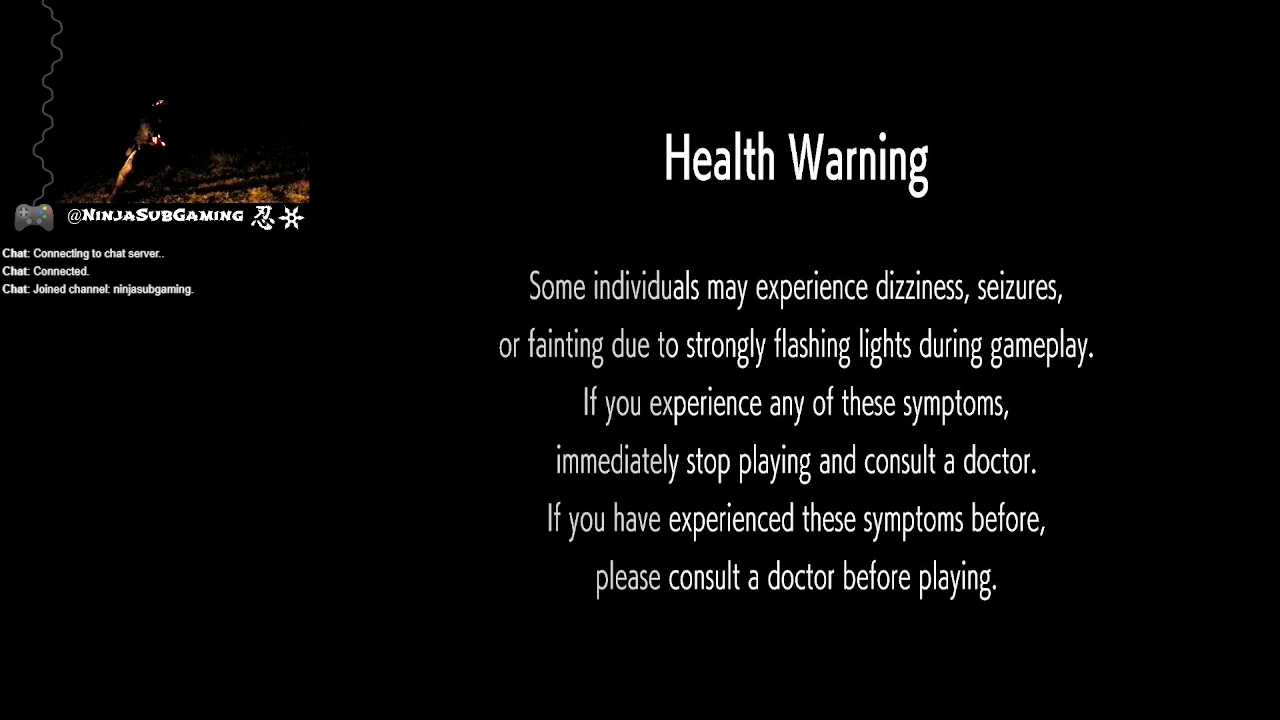 @NinjaSubGaming 忍
Chat: Connecting to chat server..
Chat: Connected.
Chat: Joined channel: ninjasubgaming.
Health Warning
Some individuals may experience dizziness, seizures,
or fainting due to strongly flashing lights during gameplay.
If you experience any of these symptoms,
immediately stop playing and consult a doctor.
If you have experienced these symptoms before,
please consult a doctor before playing.